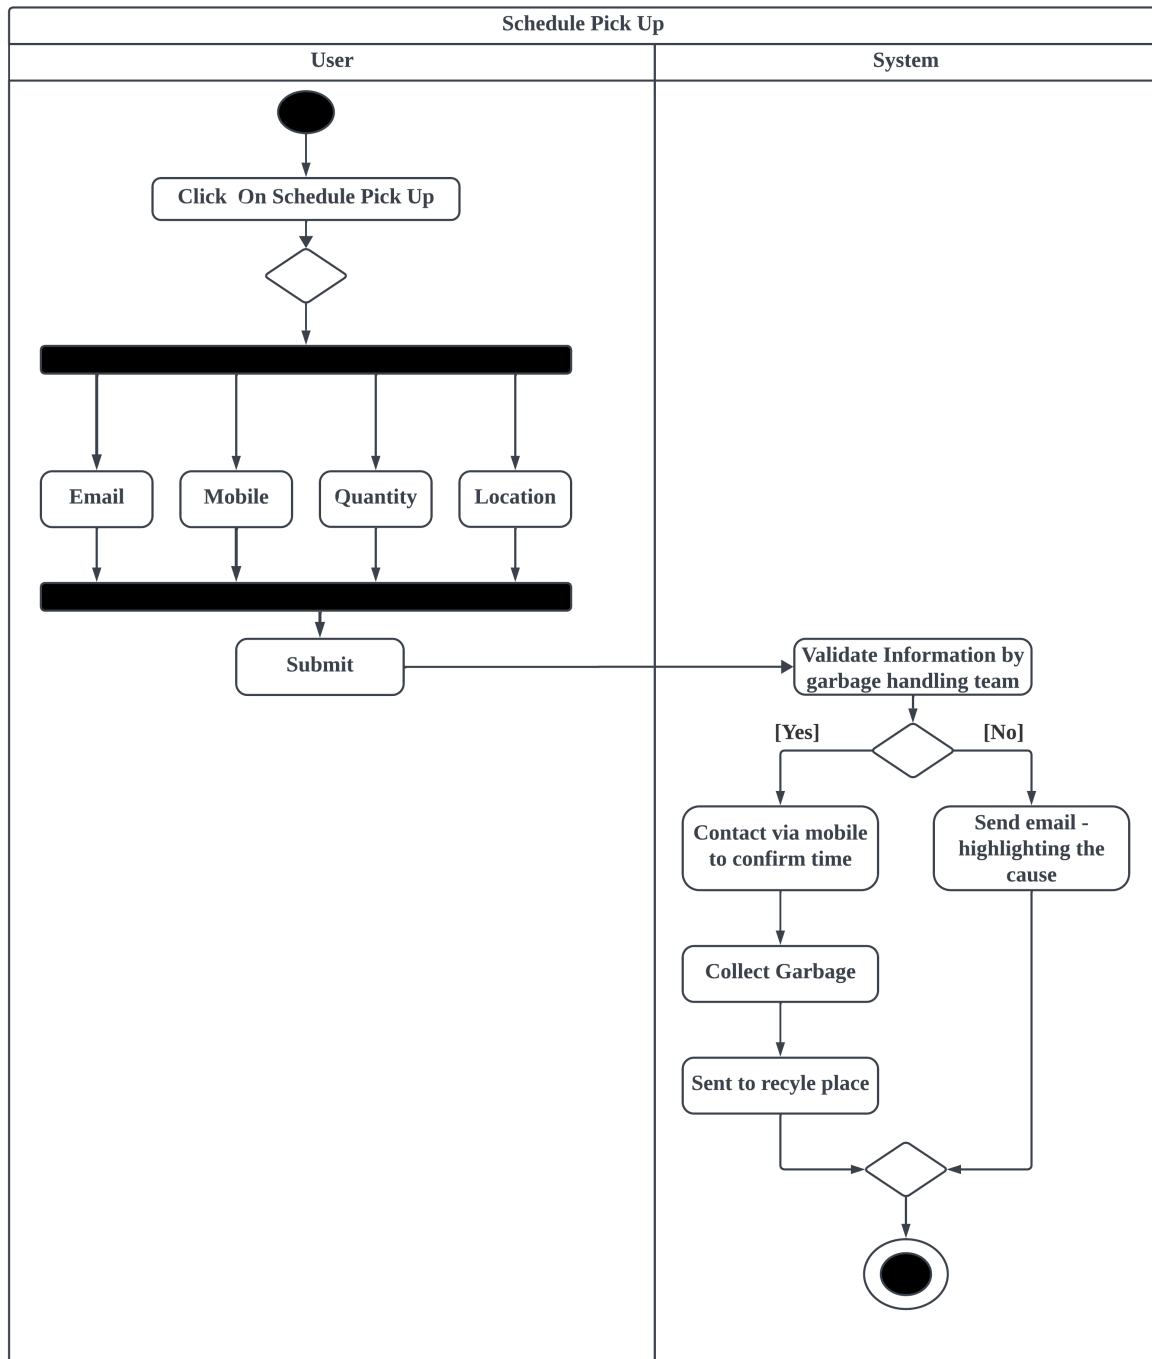 Schedule Pick Up
User
System
Click On Schedule Pick Up
Email
Mobile
Quantity
Location
Submit
Validate Information by
garbage handling team
[Yes]
[No]
Contact via mobile
to confirm time
Send email -
highlighting the
cause
Collect Garbage
Sent to recyle place